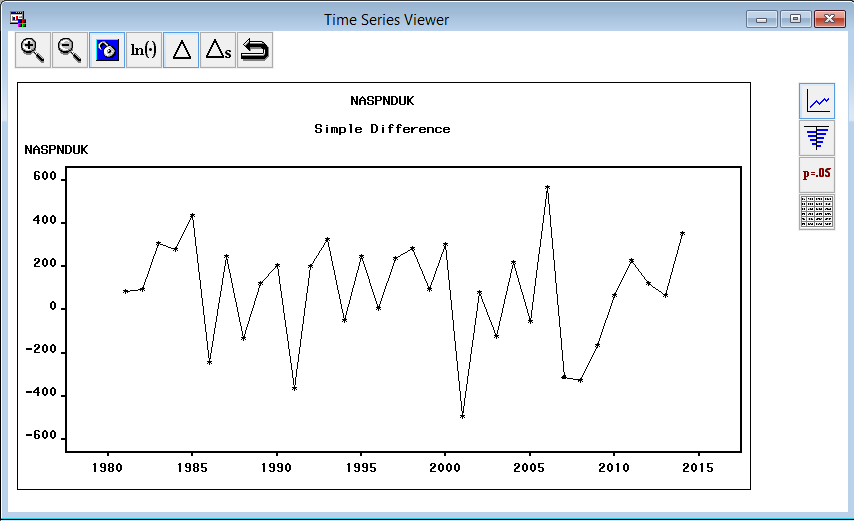 Time Series Viewer
ln(·)
Δ
Δs
NASPNDUK
Simple Difference
NASPNDUK
p=.05
600
400
200
0
-200
-400
-600
1980 1985 1990 1995 2000 2005 2010 2015